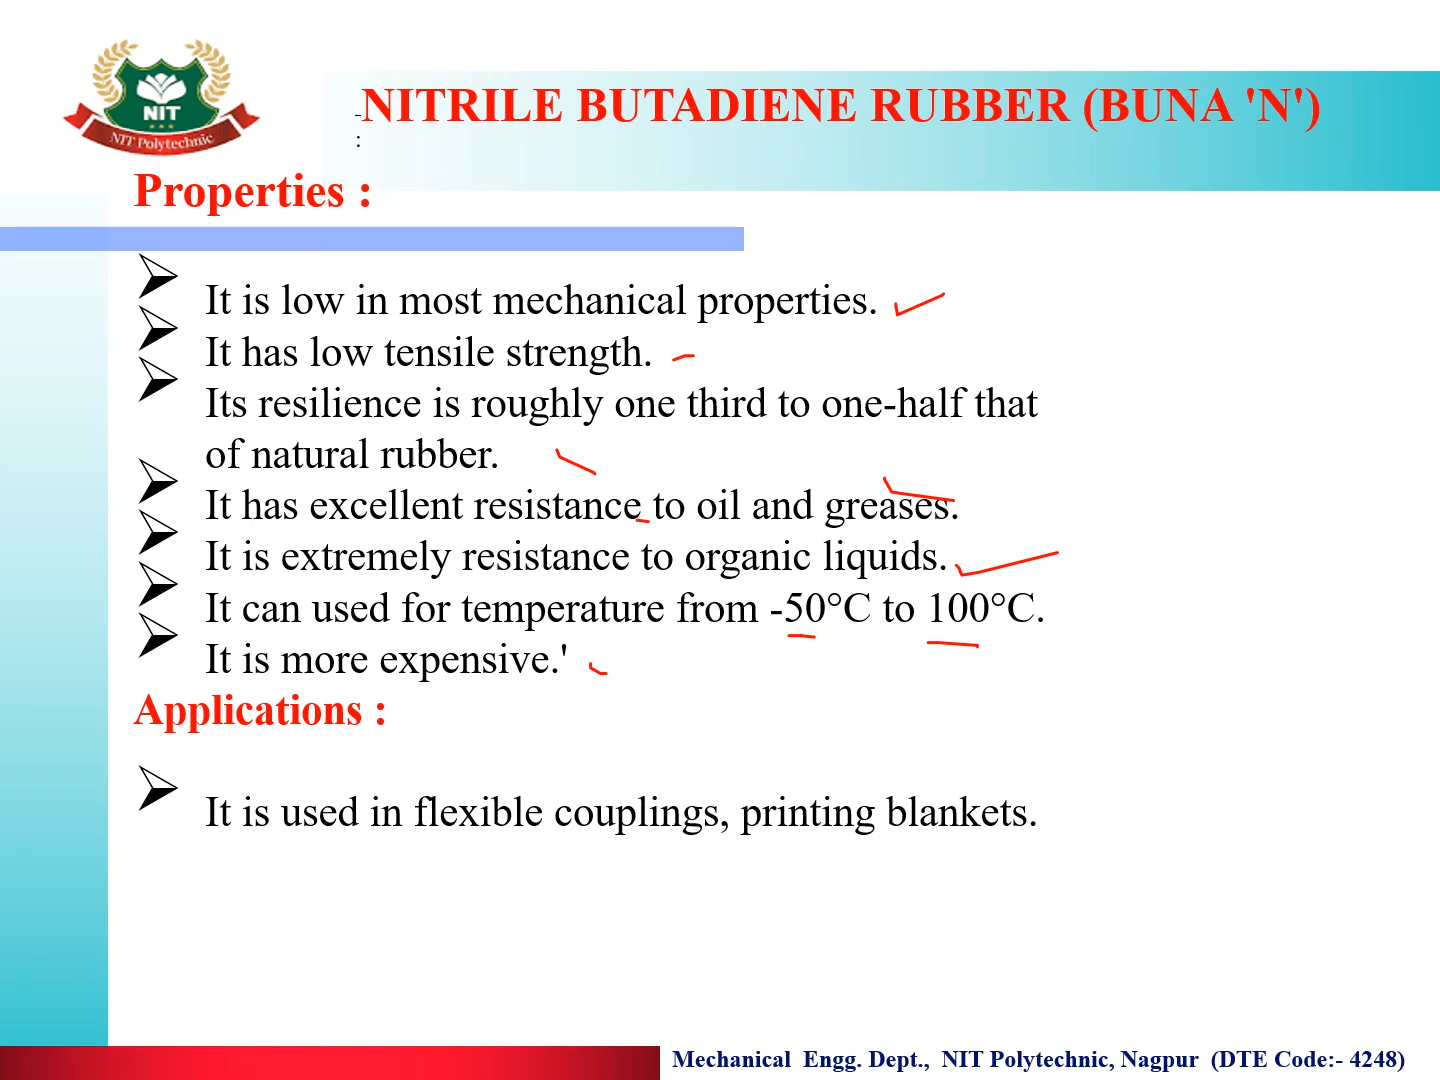 NIT
NIT Polytechnic
-NITRILE BUTADIENE RUBBER (BUNA 'N')
:
Properties :
➢ It is low in most mechanical properties.
➢ It has low tensile strength.
➢ Its resilience is roughly one third to one-half that
of natural rubber.
➢ It has excellent resistance to oil and greases.
➢ It is extremely resistance to organic liquids.
➢ It can used for temperature from -50°C to 100°C.
➢ It is more expensive.'
Applications :
➢ It is used in flexible couplings, printing blankets.
Mechanical Engg. Dept., NIT Polytechnic, Nagpur (DTE Code:- 4248)